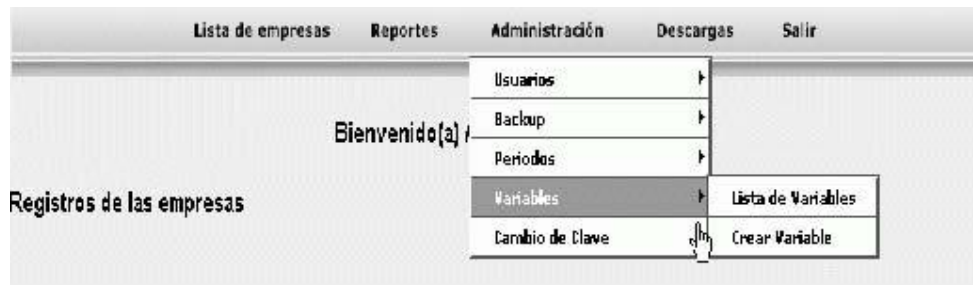 Lista de empresas Reportes Administración Descargas Salir
Usuarios
Backup
Bienvenido(a)
Periodos
Registros de las empresas
Variables Lista de Variables
Cambio de Clave Crear Variable